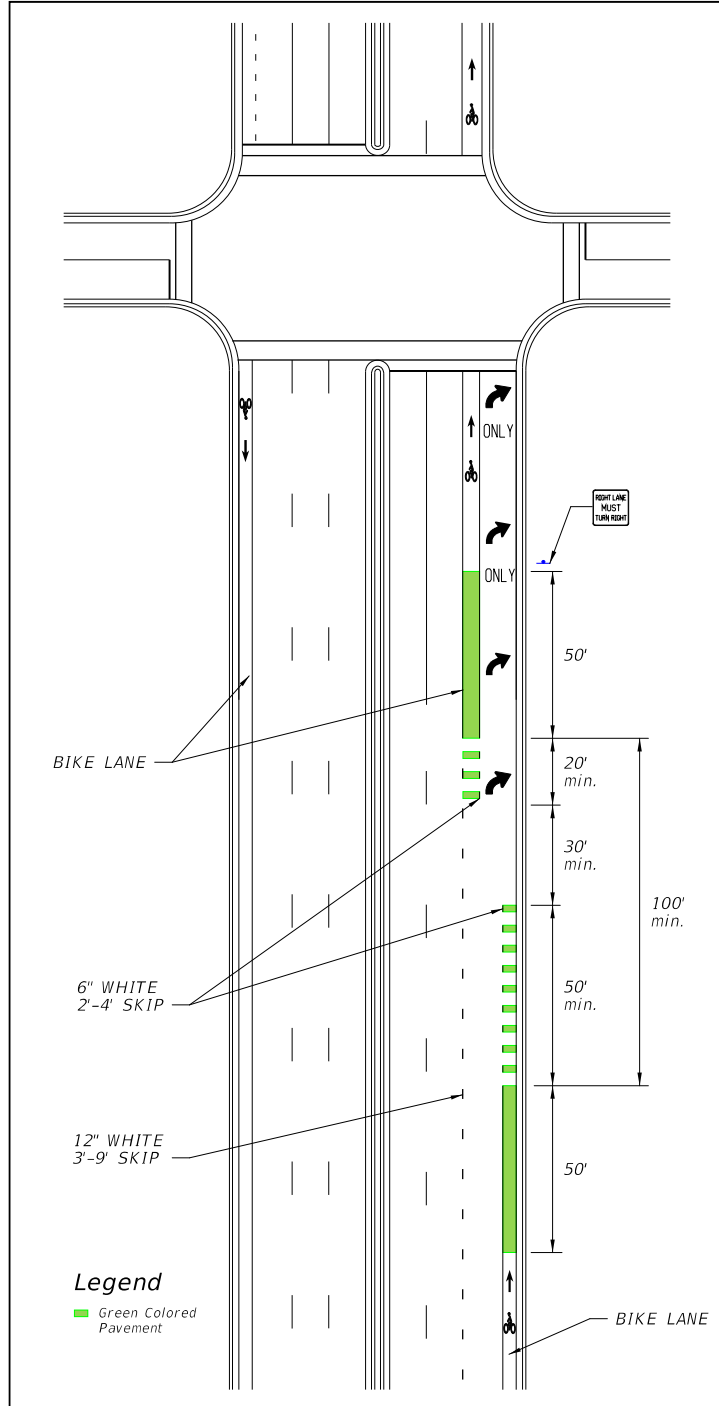 ONLY
RIGHT LANE
MUST
TURN RIGHT
ONLY
50'
BIKE LANE
20'
min.
30'
min.
100'
min.
6" WHITE
2'-4' SKIP
50'
min.
12" WHITE
3'-9' SKIP
50'
Legend
Green Colored
Pavement
BIKE LANE